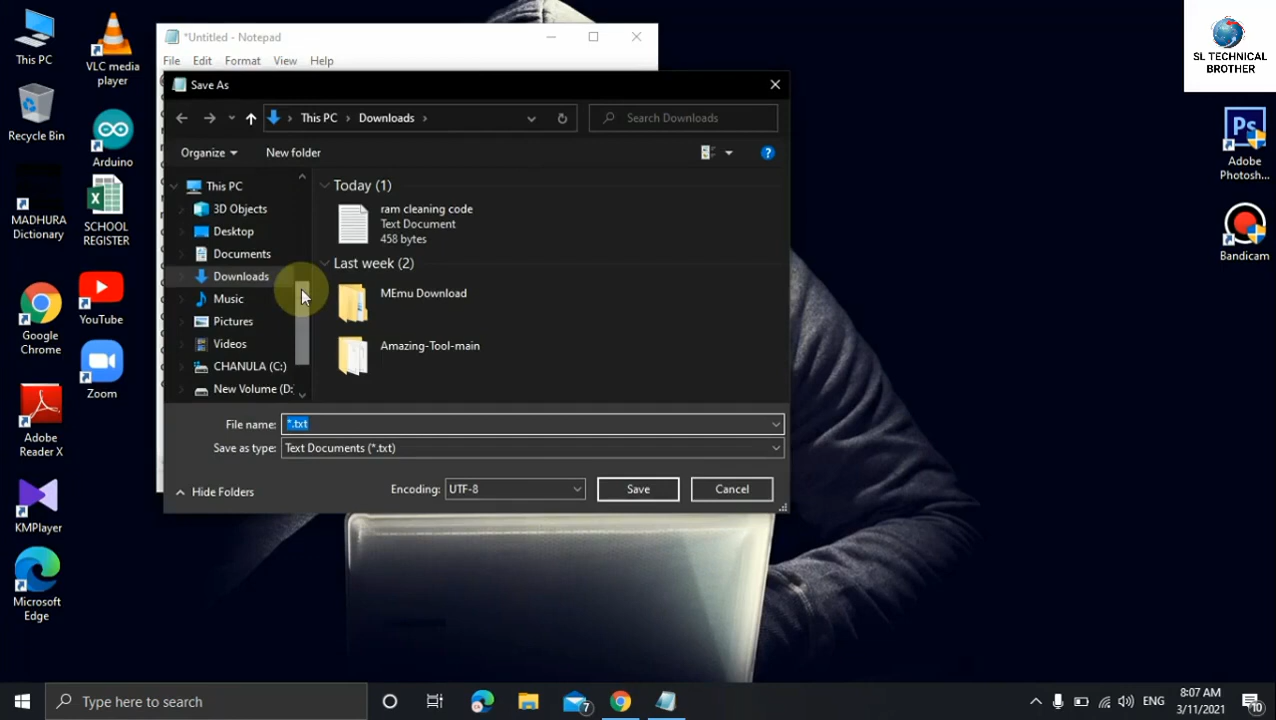 This PC
VLC media
player
Recycle Bin
Arduino
MADHURA
Dictionary
SCHOOL
REGISTER
Google
Chrome
YouTube
Adobe
Reader X
Zoom
KMPlayer
Microsoft
Edge
*Untitled - Notepad
File Edit Format View Help
Save As
This PC Downloads
Search Downloads
Organize New folder
This PC
3D Objects
Desktop
Documents
Downloads
Music
Pictures
Videos
CHANULA (C:)
New Volume (D:
Today (1)
ram cleaning code
Text Document
458 bytes
Last week (2)
MEmu Download
Amazing-Tool-main
File name: *.txt
Save as type: Text Documents (*.txt)
Hide Folders Encoding: UTF-8 Save Cancel
SL TECHNICAL
BROTHER
Ps
Adobe
Photosh...
Bandicam
Type here to search
7
ENG
8:07 AM
3/11/2021
10